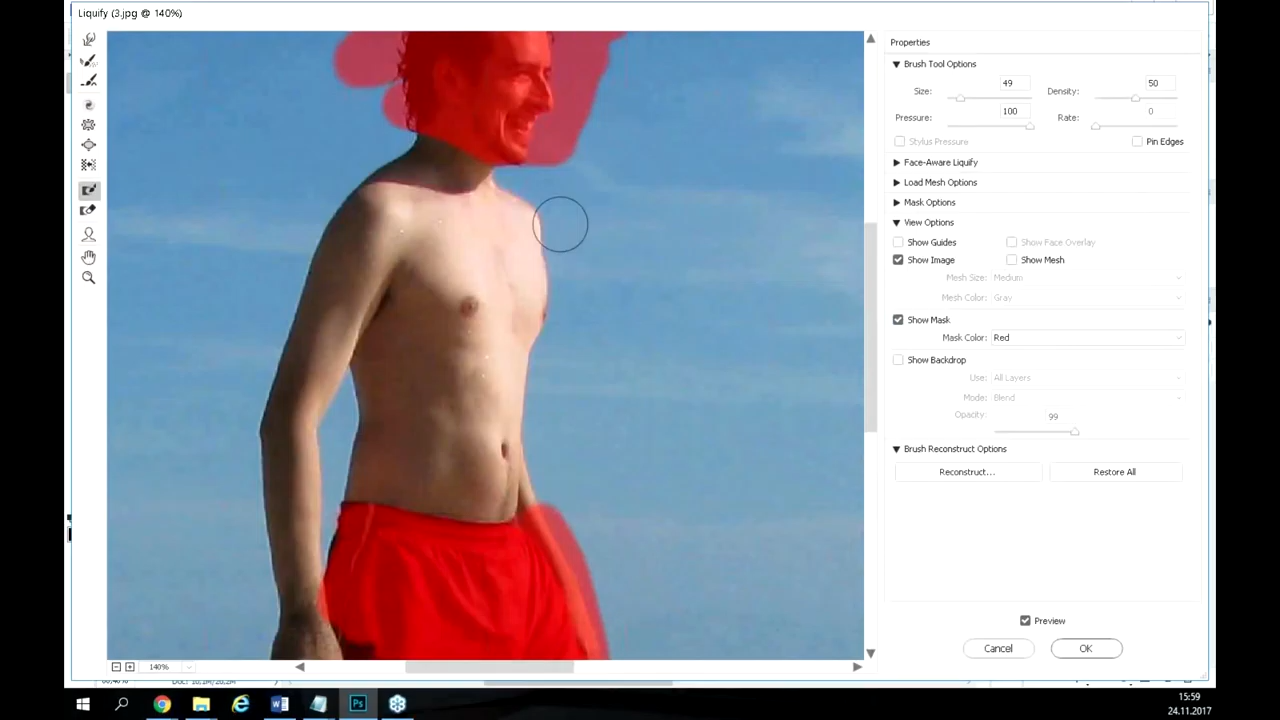 Liquify (3.jpg @ 140%)
Properties
Brush Tool Options
Size: 49 Density: 50
Pressure: 100 Rate: 0
Stylus Pressure Pin Edges
Face-Aware Liquify
Load Mesh Options
Mask Options
View Options
Show Guides Show Face Overlay
Show Image Show Mesh
Mesh Size: Medium
Mesh Color: Gray
Show Mask
Mask Color: Red
Show Backdrop
Use: All Layers
Mode: Blend
Opacity: 99
Brush Reconstruct Options
Reconstruct... Restore All
Preview
Cancel OK
140%
Ps
15:59
24.11.2017